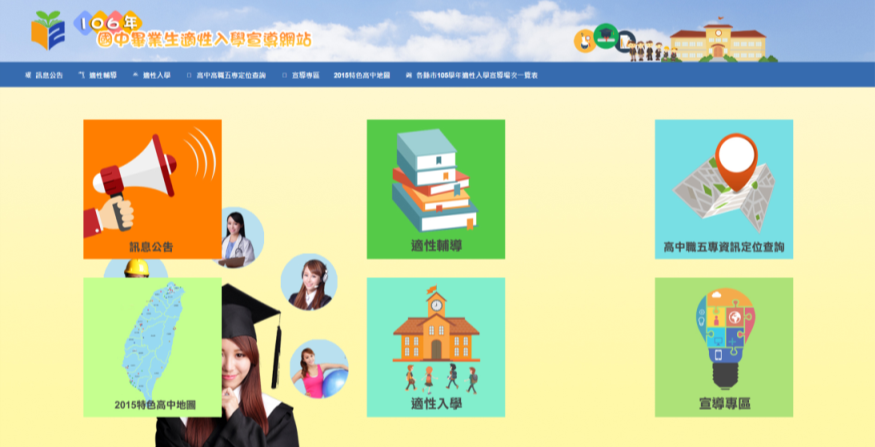 106年
國中畢業生適性入學宣導網站
訊息公告
適性輔導
適性入學
高中高職五專定位查詢
宣導專區
2015特色高中地圖
各縣市105學年適性入學宣導場次一覽表
訊息公告
適性輔導
高中職五專資訊定位查詢
2015特色高中地圖
適性入學
宣導專區